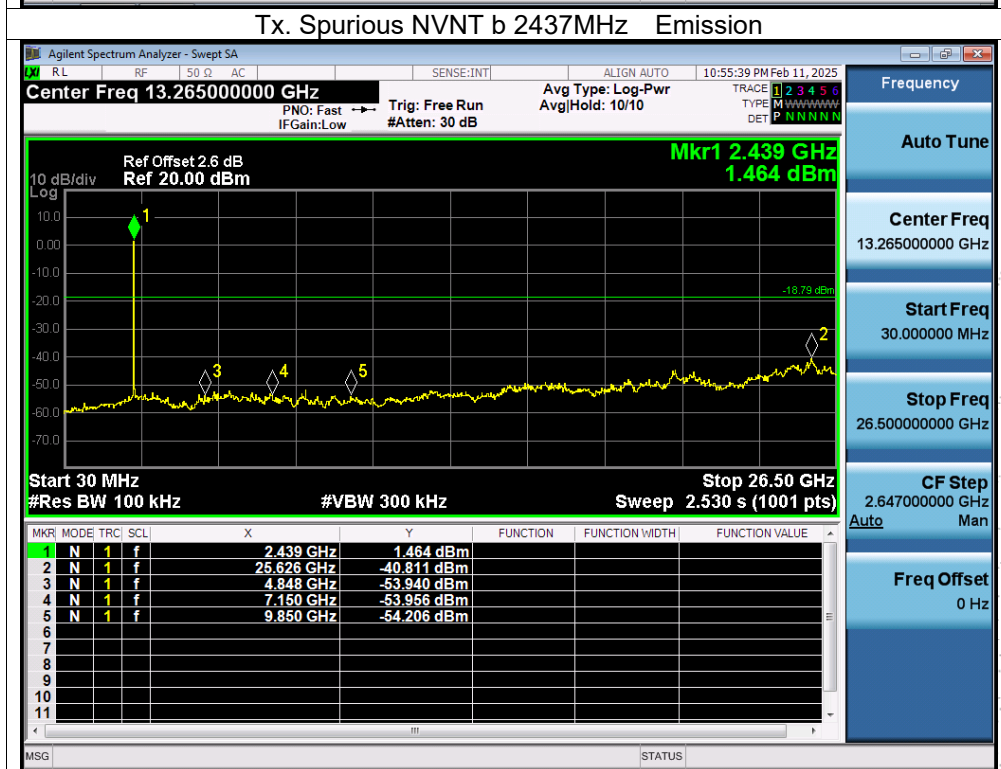 Tx. Spurious NVNT b 2437MHz Emission
Agilent Spectrum Analyzer - Swept SA
LXI RL RF 50 Ω AC SENSE:INT ALIGN AUTO 10:55:39 PM Feb 11, 2025
Center Freq 13.265000000 GHz
PNO: Fast
IFGain:Low
Trig: Free Run
#Atten: 30 dB
Avg Type: Log-Pwr
Avg|Hold: 10/10
TRACE 1 2 3 4 5 6
TYPE M WWWWW
DET P N N N N N
Mkr1 2.439 GHz
1.464 dBm
Ref Offset 2.6 dB
10 dB/div Ref 20.00 dBm
Log
10.0
0.00
-10.0
-20.0
-30.0
-40.0
-50.0
-60.0
-70.0
-18.79 dBm
1
2
3
4
5
Start 30 MHz Stop 26.50 GHz
#Res BW 100 kHz #VBW 300 kHz Sweep 2.530 s (1001 pts)
MKR MODE TRC SCL X Y FUNCTION FUNCTION WIDTH FUNCTION VALUE
1 N 1 f 2.439 GHz 1.464 dBm
2 N 1 f 25.626 GHz -40.811 dBm
3 N 1 f 4.848 GHz -53.940 dBm
4 N 1 f 7.150 GHz -53.956 dBm
5 N 1 f 9.850 GHz -54.206 dBm
6
7
8
9
10
11
MSG STATUS
Frequency
Auto Tune
Center Freq
13.265000000 GHz
Start Freq
30.000000 MHz
Stop Freq
26.500000000 GHz
CF Step
2.647000000 GHz
Auto Man
Freq Offset
0 Hz